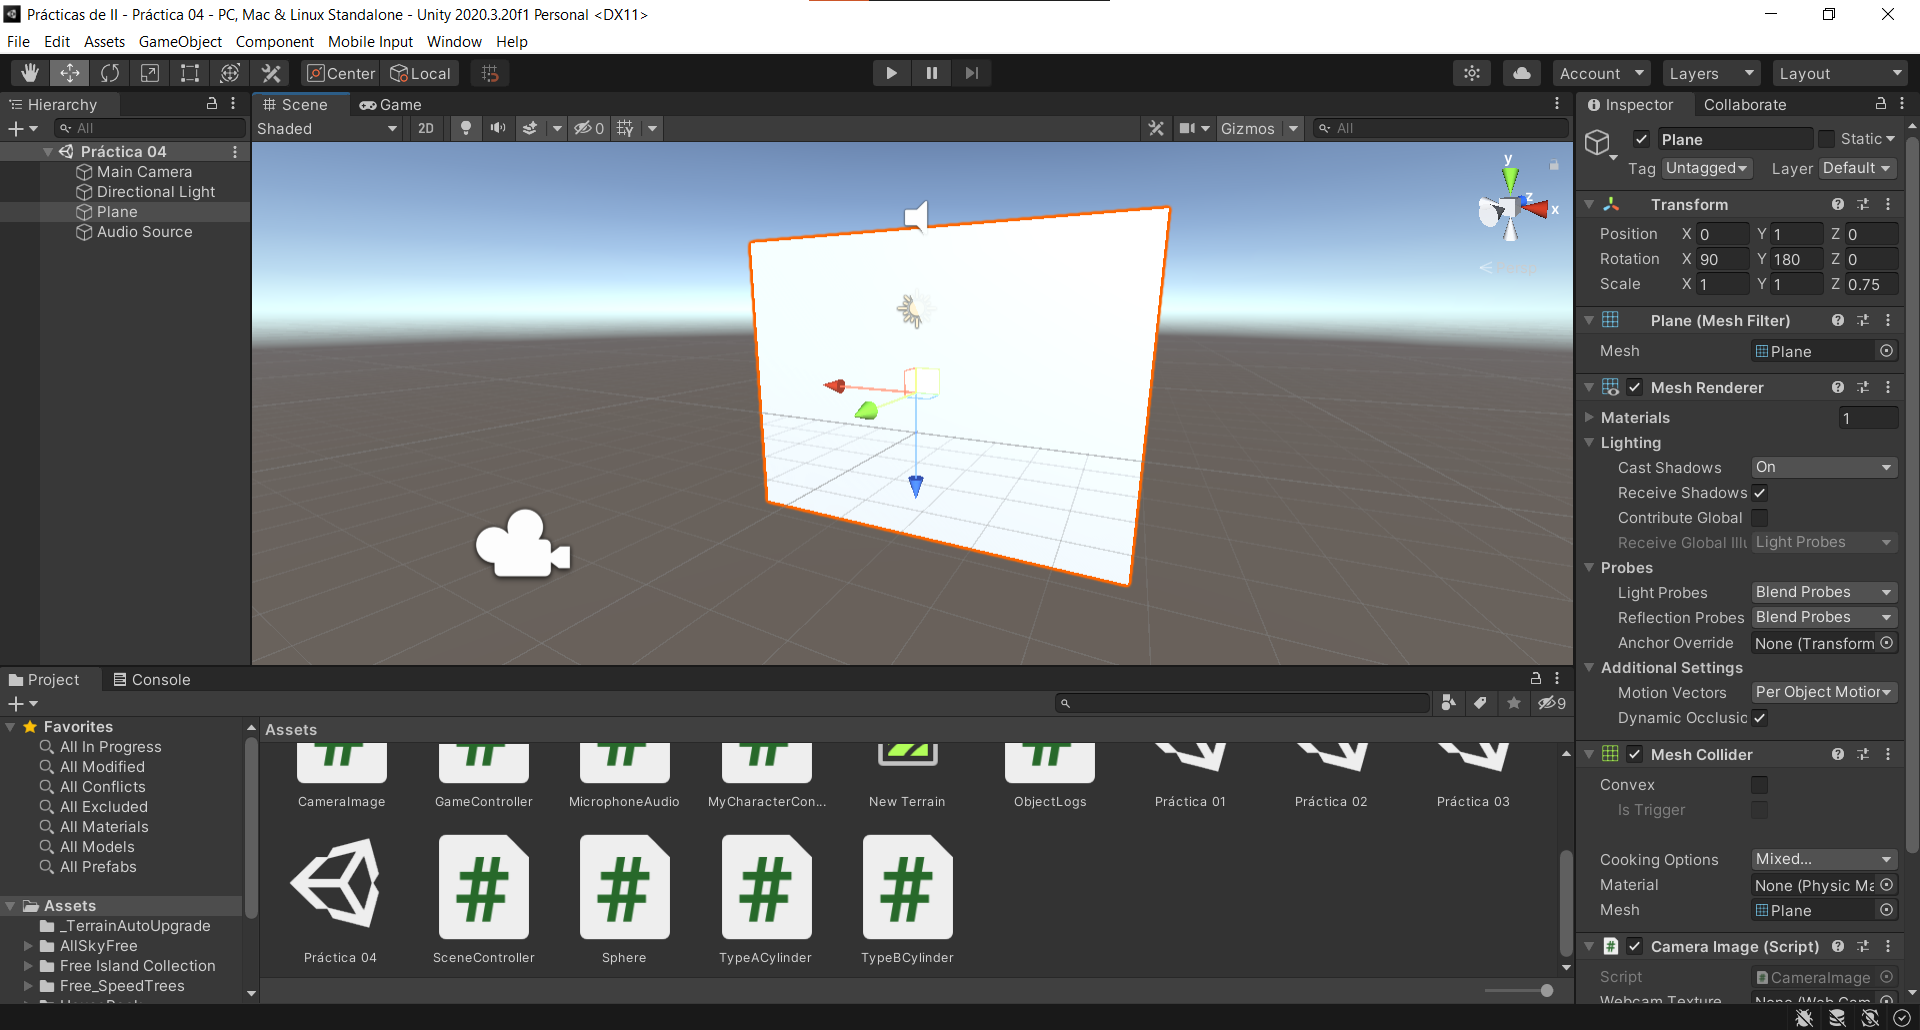 Prácticas de II - Práctica 04 - PC, Mac & Linux Standalone - Unity 2020.3.20f1 Personal <DX11>
File Edit Assets GameObject Component Mobile Input Window Help
Center Local Account Layers Layout
Hierarchy
All
Práctica 04
Main Camera
Directional Light
Plane
Audio Source
Scene Game
Shaded 2D 0 Gizmos All
y
z
x
Inspector Collaborate
Plane Static
Tag Untagged Layer Default
Transform
Position X 0 Y 1 Z 0
Rotation X 90 Y 180 Z 0
Scale X 1 Y 1 Z 0.75
Plane (Mesh Filter)
Mesh Plane
Mesh Renderer
Materials 1
Lighting
Cast Shadows On
Receive Shadows
Contribute Global
Receive Global Illu Light Probes
Probes
Light Probes Blend Probes
Reflection Probes Blend Probes
Anchor Override None (Transform
Additional Settings
Motion Vectors Per Object Motion
Dynamic Occlusic
Mesh Collider
Convex
Is Trigger
Cooking Options Mixed...
Material None (Physic Ma
Mesh Plane
Camera Image (Script)
Script CameraImage
Webcam Texture None (Web Cam
Project Console
9
Favorites
All In Progress
All Modified
All Conflicts
All Excluded
All Materials
All Models
All Prefabs
Assets
_TerrainAutoUpgrade
AllSkyFree
Free Island Collection
Free_SpeedTrees
Assets
CameraImage GameController MicrophoneAudio MyCharacterCon... New Terrain ObjectLogs Práctica 01 Práctica 02 Práctica 03
Práctica 04 SceneController Sphere TypeACylinder TypeBCylinder